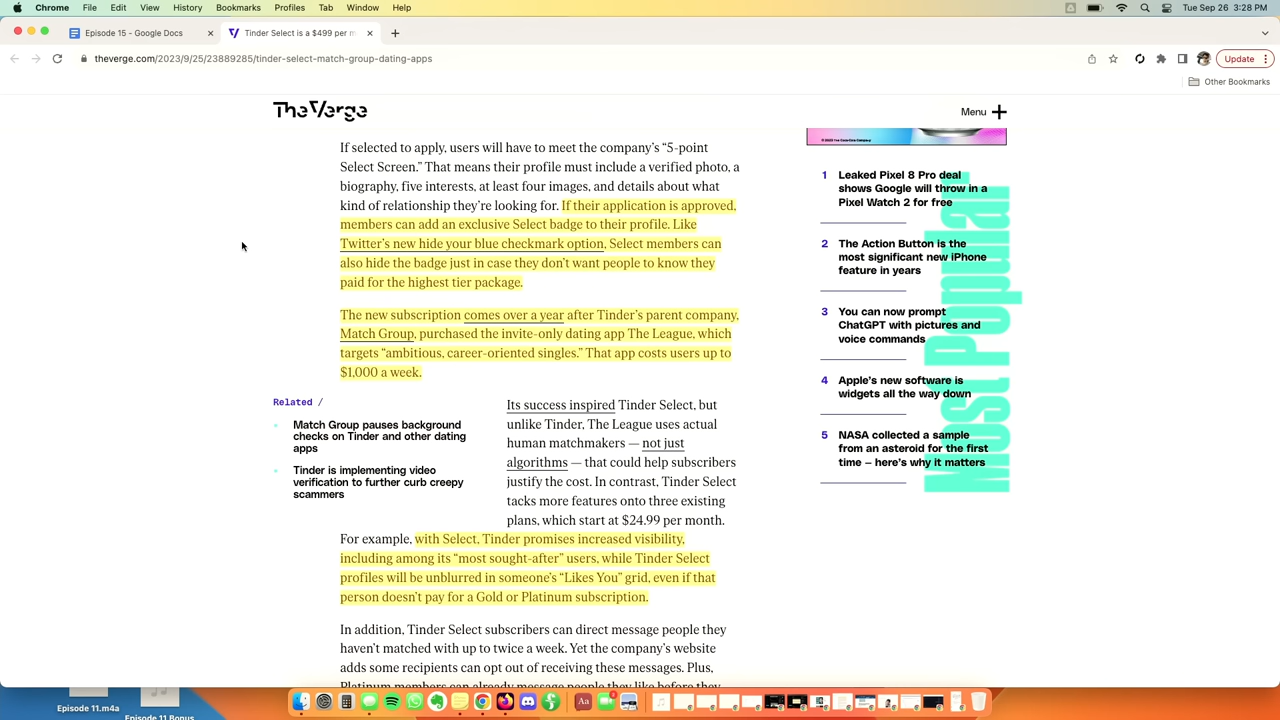 Chrome File Edit View History Bookmarks Profiles Tab Window Help
Tue Sep 26 3:28 PM
Episode 15 - Google Docs
Tinder Select is a $499 per m
theverge.com/2023/9/25/23889285/tinder-select-match-group-dating-apps
Update
Other Bookmarks
TheVerge
Menu
If selected to apply, users will have to meet the company's “5-point
Select Screen.” That means their profile must include a verified photo, a
biography, five interests, at least four images, and details about what
kind of relationship they're looking for. If their application is approved,
members can add an exclusive Select badge to their profile. Like
Twitter's new hide your blue checkmark option, Select members can
also hide the badge just in case they don't want people to know they
paid for the highest tier package.
The new subscription comes over a year after Tinder's parent company,
Match Group, purchased the invite-only dating app The League, which
targets “ambitious, career-oriented singles.” That app costs users up to
$1,000 a week.
Related /
Match Group pauses background
checks on Tinder and other dating
apps
Tinder is implementing video
verification to further curb creepy
scammers
Its success inspired Tinder Select, but
unlike Tinder, The League uses actual
human matchmakers — not just
algorithms — that could help subscribers
justify the cost. In contrast, Tinder Select
tacks more features onto three existing
plans, which start at $24.99 per month.
For example, with Select, Tinder promises increased visibility,
including among its “most sought-after” users, while Tinder Select
profiles will be unblurred in someone's “Likes You” grid, even if that
person doesn't pay for a Gold or Platinum subscription.
In addition, Tinder Select subscribers can direct message people they
haven't matched with up to twice a week. Yet the company's website
adds some recipients can opt out of receiving these messages. Plus,
Platinum members can already message people they like before they
Most Popular
1 Leaked Pixel 8 Pro deal
shows Google will throw in a
Pixel Watch 2 for free
2 The Action Button is the
most significant new iPhone
feature in years
3 You can now prompt
ChatGPT with pictures and
voice commands
4 Apple's new software is
widgets all the way down
5 NASA collected a sample
from an asteroid for the first
time — here's why it matters
Episode 11.m4a
Episode 11 Bonus